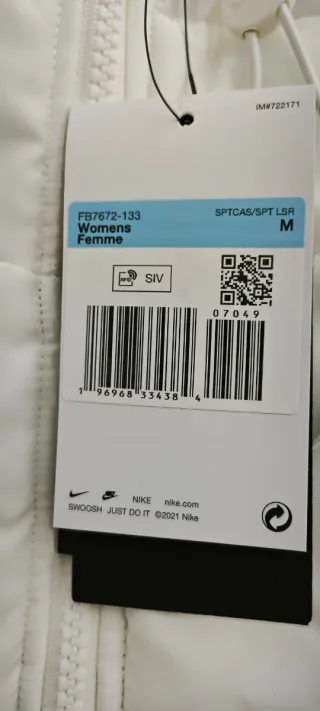 IM#722171
FB7672-133 SPTCAS/SPT LSR
Womens M
Femme
SIV
07049
1 96968 33438 4
NIKE nike.com
SWOOSH JUST DO IT ©2021 Nike